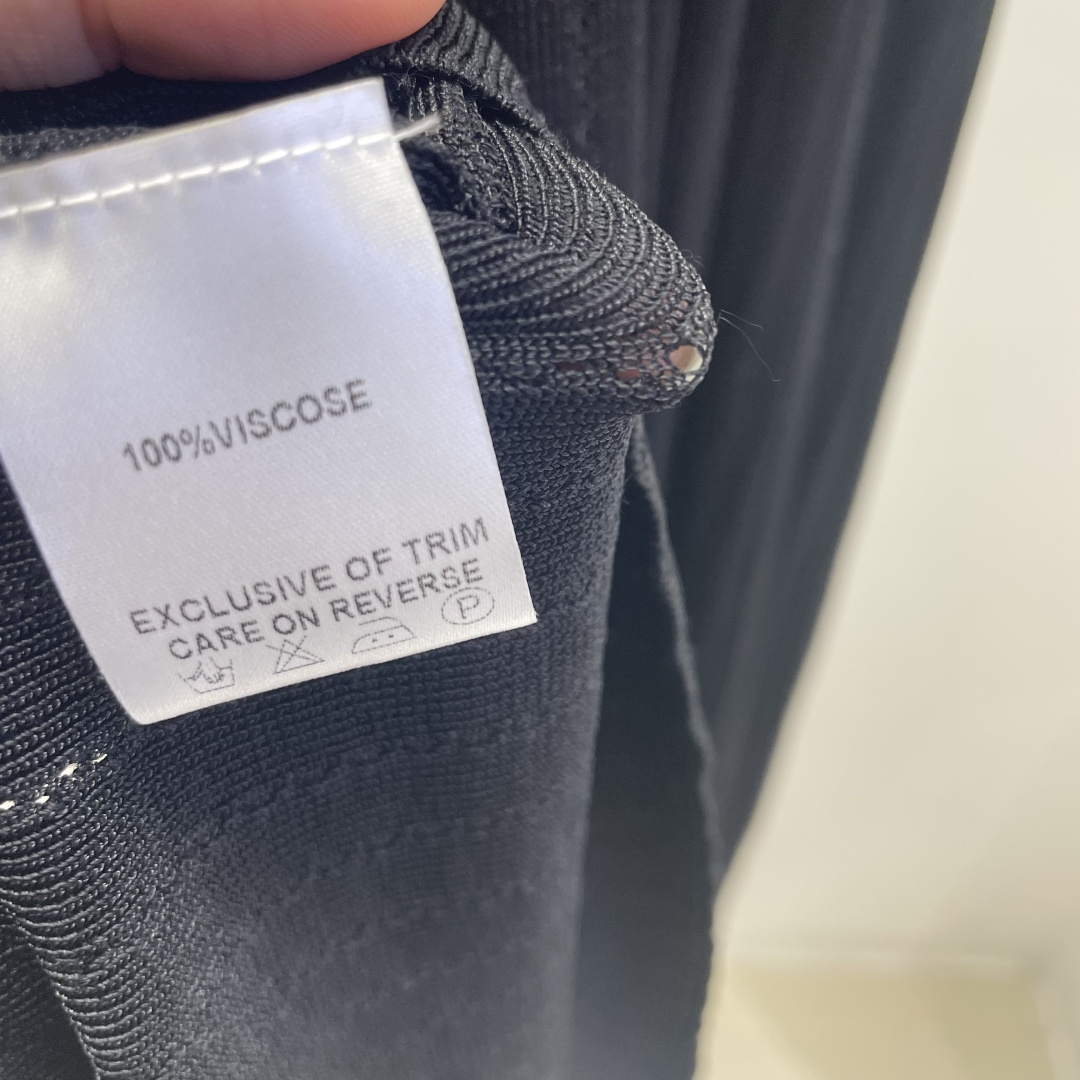 100%VISCOSE
EXCLUSIVE OF TRIM
CARE ON REVERSE
P